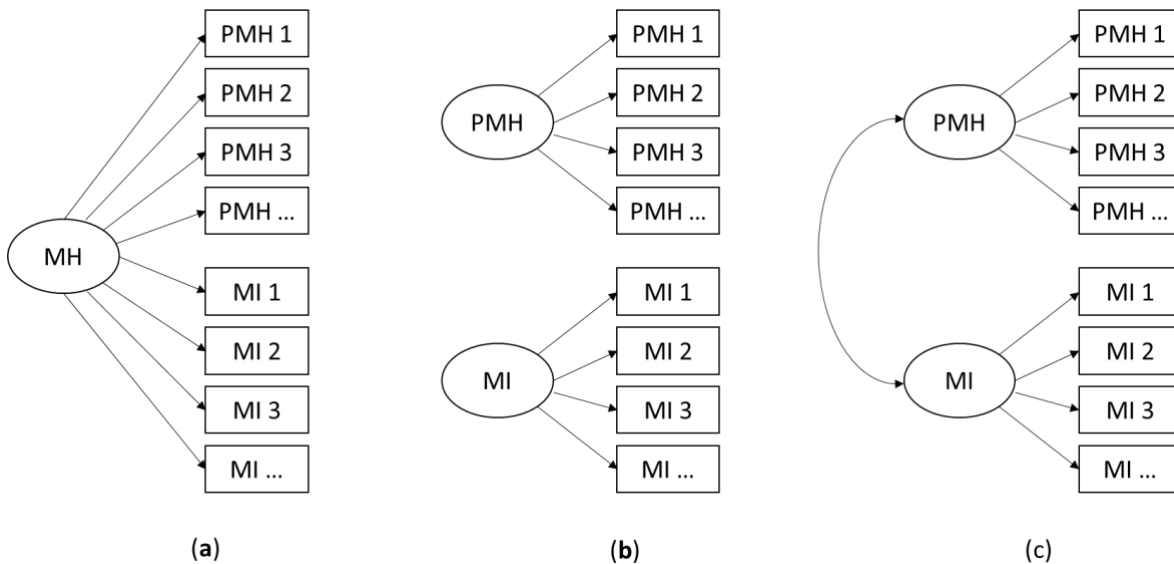 PMH 1
PMH 2
PMH 3
PMH ...
MH
MI 1
MI 2
MI 3
MI ...
(a)
PMH 1
PMH 2
PMH
PMH 3
PMH ...
MI 1
MI 2
MI
MI 3
MI ...
(b)
PMH 1
PMH 2
PMH
PMH 3
PMH ...
MI 1
MI 2
MI
MI 3
MI ...
(c)